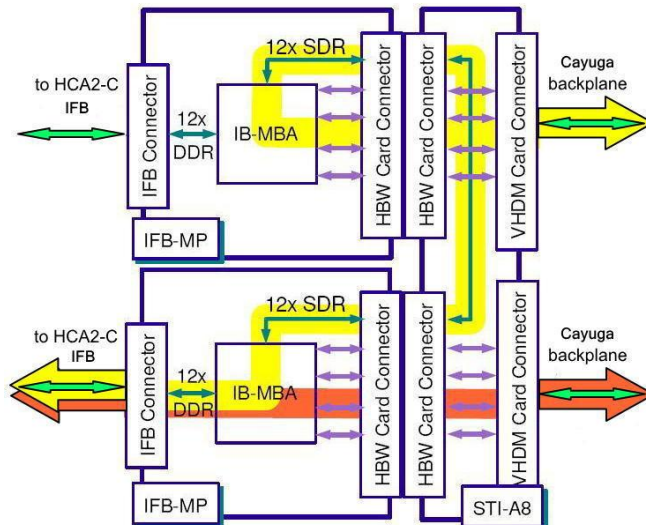 12x SDR
to HCA2-C
IFB
IFB Connector
12x
DDR
IB-MBA
HBW Card Connector
HBW Card Connector
VHDM Card Connector
Cayuga
backplane
IFB-MP
12x SDR
to HCA2-C
IFB
IFB Connector
12x
DDR
IB-MBA
HBW Card Connector
HBW Card Connector
VHDM Card Connector
Cayuga
backplane
IFB-MP
STI-A8